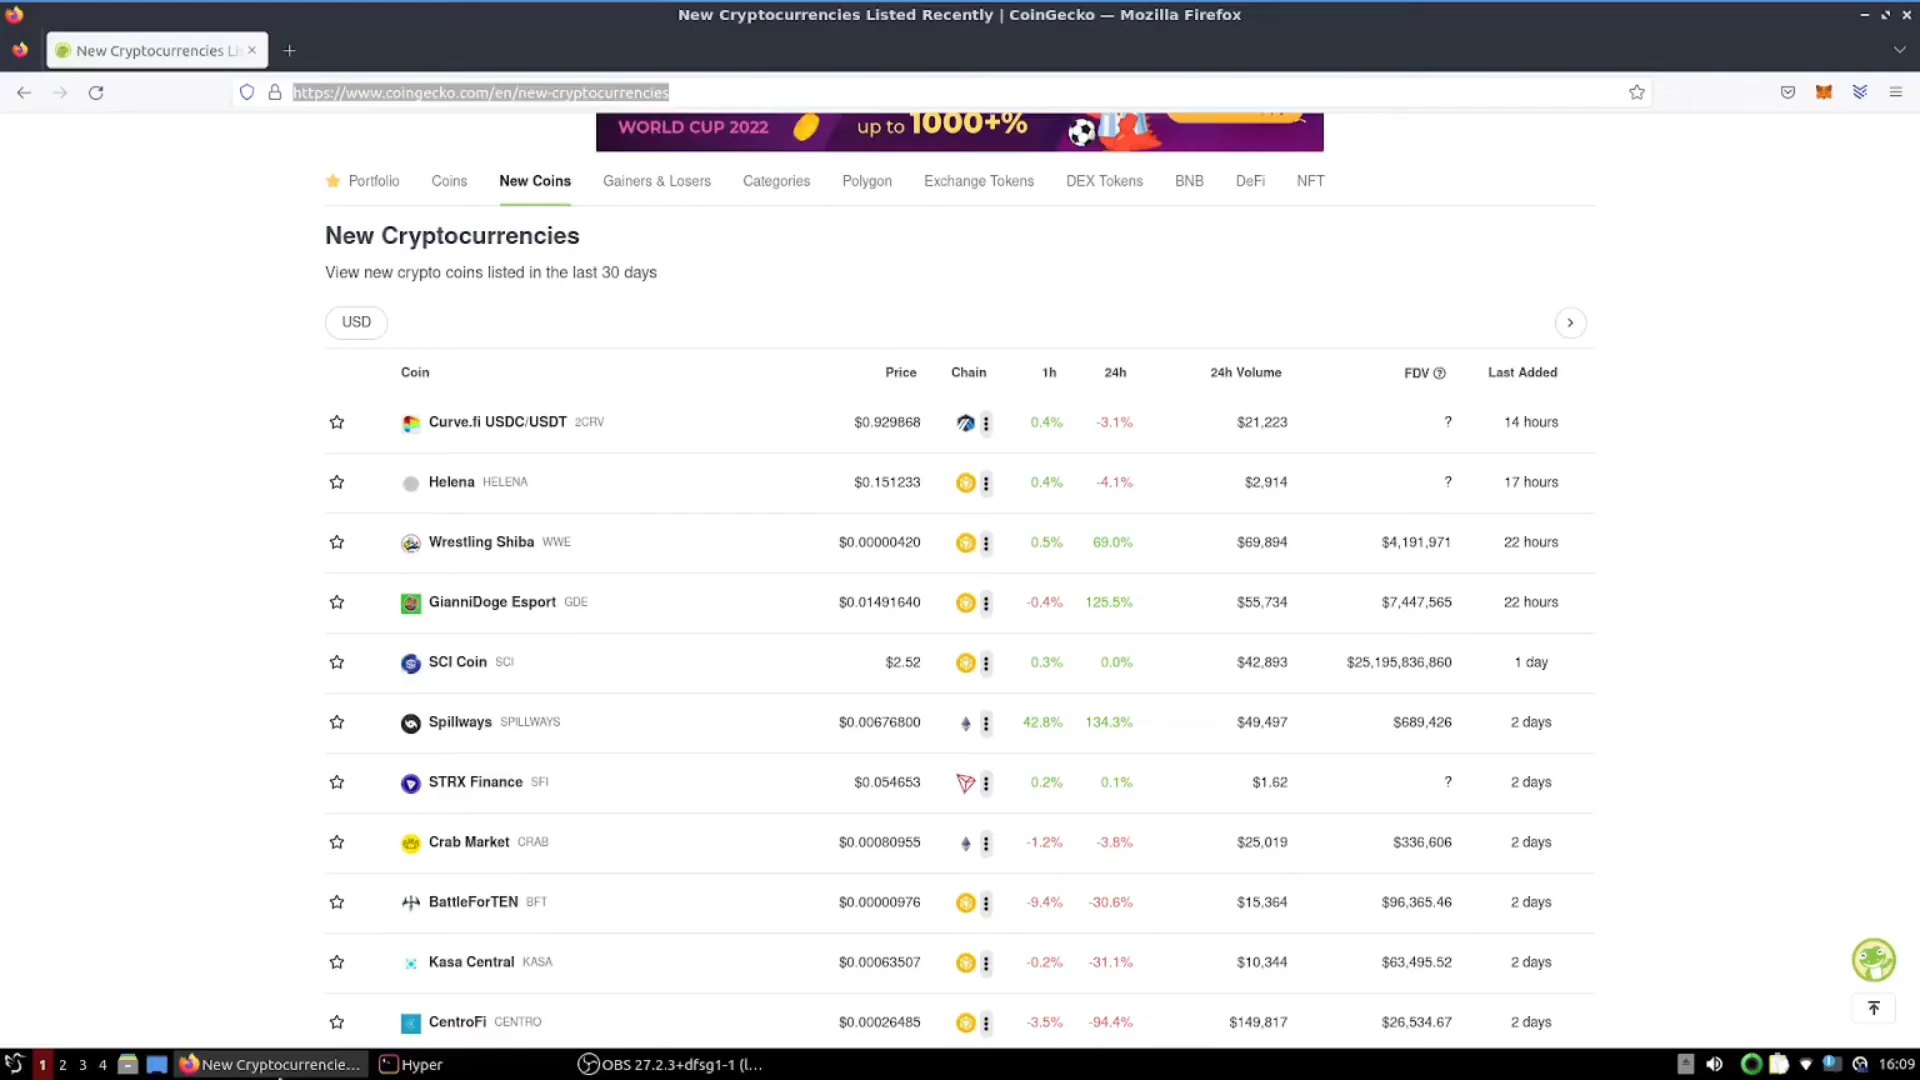 New Cryptocurrencies Listed Recently | CoinGecko — Mozilla Firefox
New Cryptocurrencies Li
https://www.coingecko.com/en/new-cryptocurrencies
WORLD CUP 2022 up to 1000+%
Portfolio Coins New Coins Gainers & Losers Categories Polygon Exchange Tokens DEX Tokens BNB DeFi NFT
New Cryptocurrencies
View new crypto coins listed in the last 30 days
USD
Coin Price Chain 1h 24h 24h Volume FDV Last Added
Curve.fi USDC/USDT 2CRV $0.929868 0.4% -3.1% $21,223 ? 14 hours
Helena HELENA $0.151233 0.4% -4.1% $2,914 ? 17 hours
Wrestling Shiba WWE $0.00000420 0.5% 69.0% $69,894 $4,191,971 22 hours
GianniDoge Esport GDE $0.01491640 -0.4% 125.5% $55,734 $7,447,565 22 hours
SCI Coin SCI $2.52 0.3% 0.0% $42,893 $25,195,836,860 1 day
Spillways SPILLWAYS $0.00676800 42.8% 134.3% $49,497 $689,426 2 days
STRX Finance SFI $0.054653 0.2% 0.1% $1.62 ? 2 days
Crab Market CRAB $0.00080955 -1.2% -3.8% $25,019 $336,606 2 days
BattleForTEN BFT $0.00000976 -9.4% -30.6% $15,364 $96,365.46 2 days
Kasa Central KASA $0.00063507 -0.2% -31.1% $10,344 $63,495.52 2 days
CentroFi CENTRO $0.00026485 -3.5% -94.4% $149,817 $26,534.67 2 days
1 2 3 4 New Cryptocurrencie... Hyper OBS 27.2.3+dfsg1-1 (l... 16:09